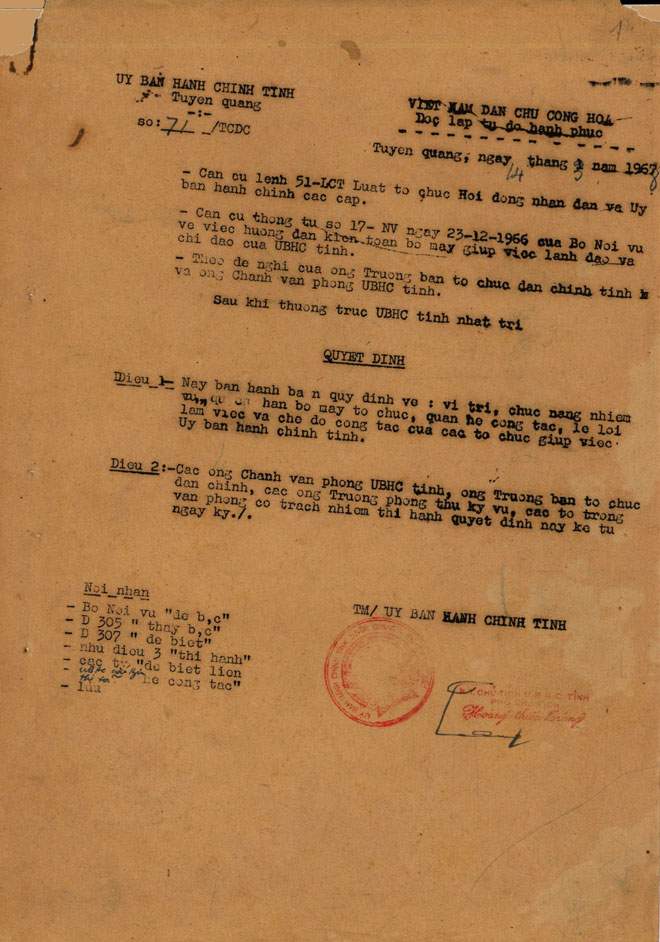 1
UY BAN HANH CHINH TINH
Tuyen quang
-:-
so: 71 /TCDC
VIET NAM DAN CHU CONG HOA
Doc lap tu do hanh phuc
Tuyen quang, ngay 14 thang 3 nam 1968
- Can cu lenh 51-LCT Luat to chuc Hoi dong nhan dan va Uy
ban hanh chinh cac cap.
- Can cu thong tu so 17- NV ngay 23-12-1966 cua Bo Noi vu
ve viec huong dan kien toan bo may giup viec lanh dao va
chi dao cua UBHC tinh.
- Theo de nghi cua ong Truong ban to chuc dan chinh tinh
va ong Chanh van phong UBHC tinh.
Sau khi thuong truc UBHC tinh nhat tri
QUYET DINH
Dieu 1- Nay ban hanh ba n quy dinh ve : vi tri, chuc nang nhiem
vu, han bo may to chuc, quan he cong tac, le loi
lam viec va che do cong tac cua cac to chuc giup viec
Uy ban hanh chinh tinh.
Dieu 2:-Cac ong Chanh van phong UBHC tinh, ong Truong ban to chuc
dan chinh, cac ong Truong phong thu ky vu, cac to trong
van phong co trach nhiem thi hanh quyet dinh nay ke tu
ngay ky./.
Noi nhan
- Bo Noi vu "de b,c"
- D 305 " thay b,c"
- D 307 " de biet"
- nhu dieu 3 "thi hanh"
- cac ty "de biet lien
he cong tac"
- luu
TM/ UY BAN HANH CHINH TINH
K.T. CHỦ TỊCH U.B.H.C. TỈNH
PHÓ CHỦ TỊCH